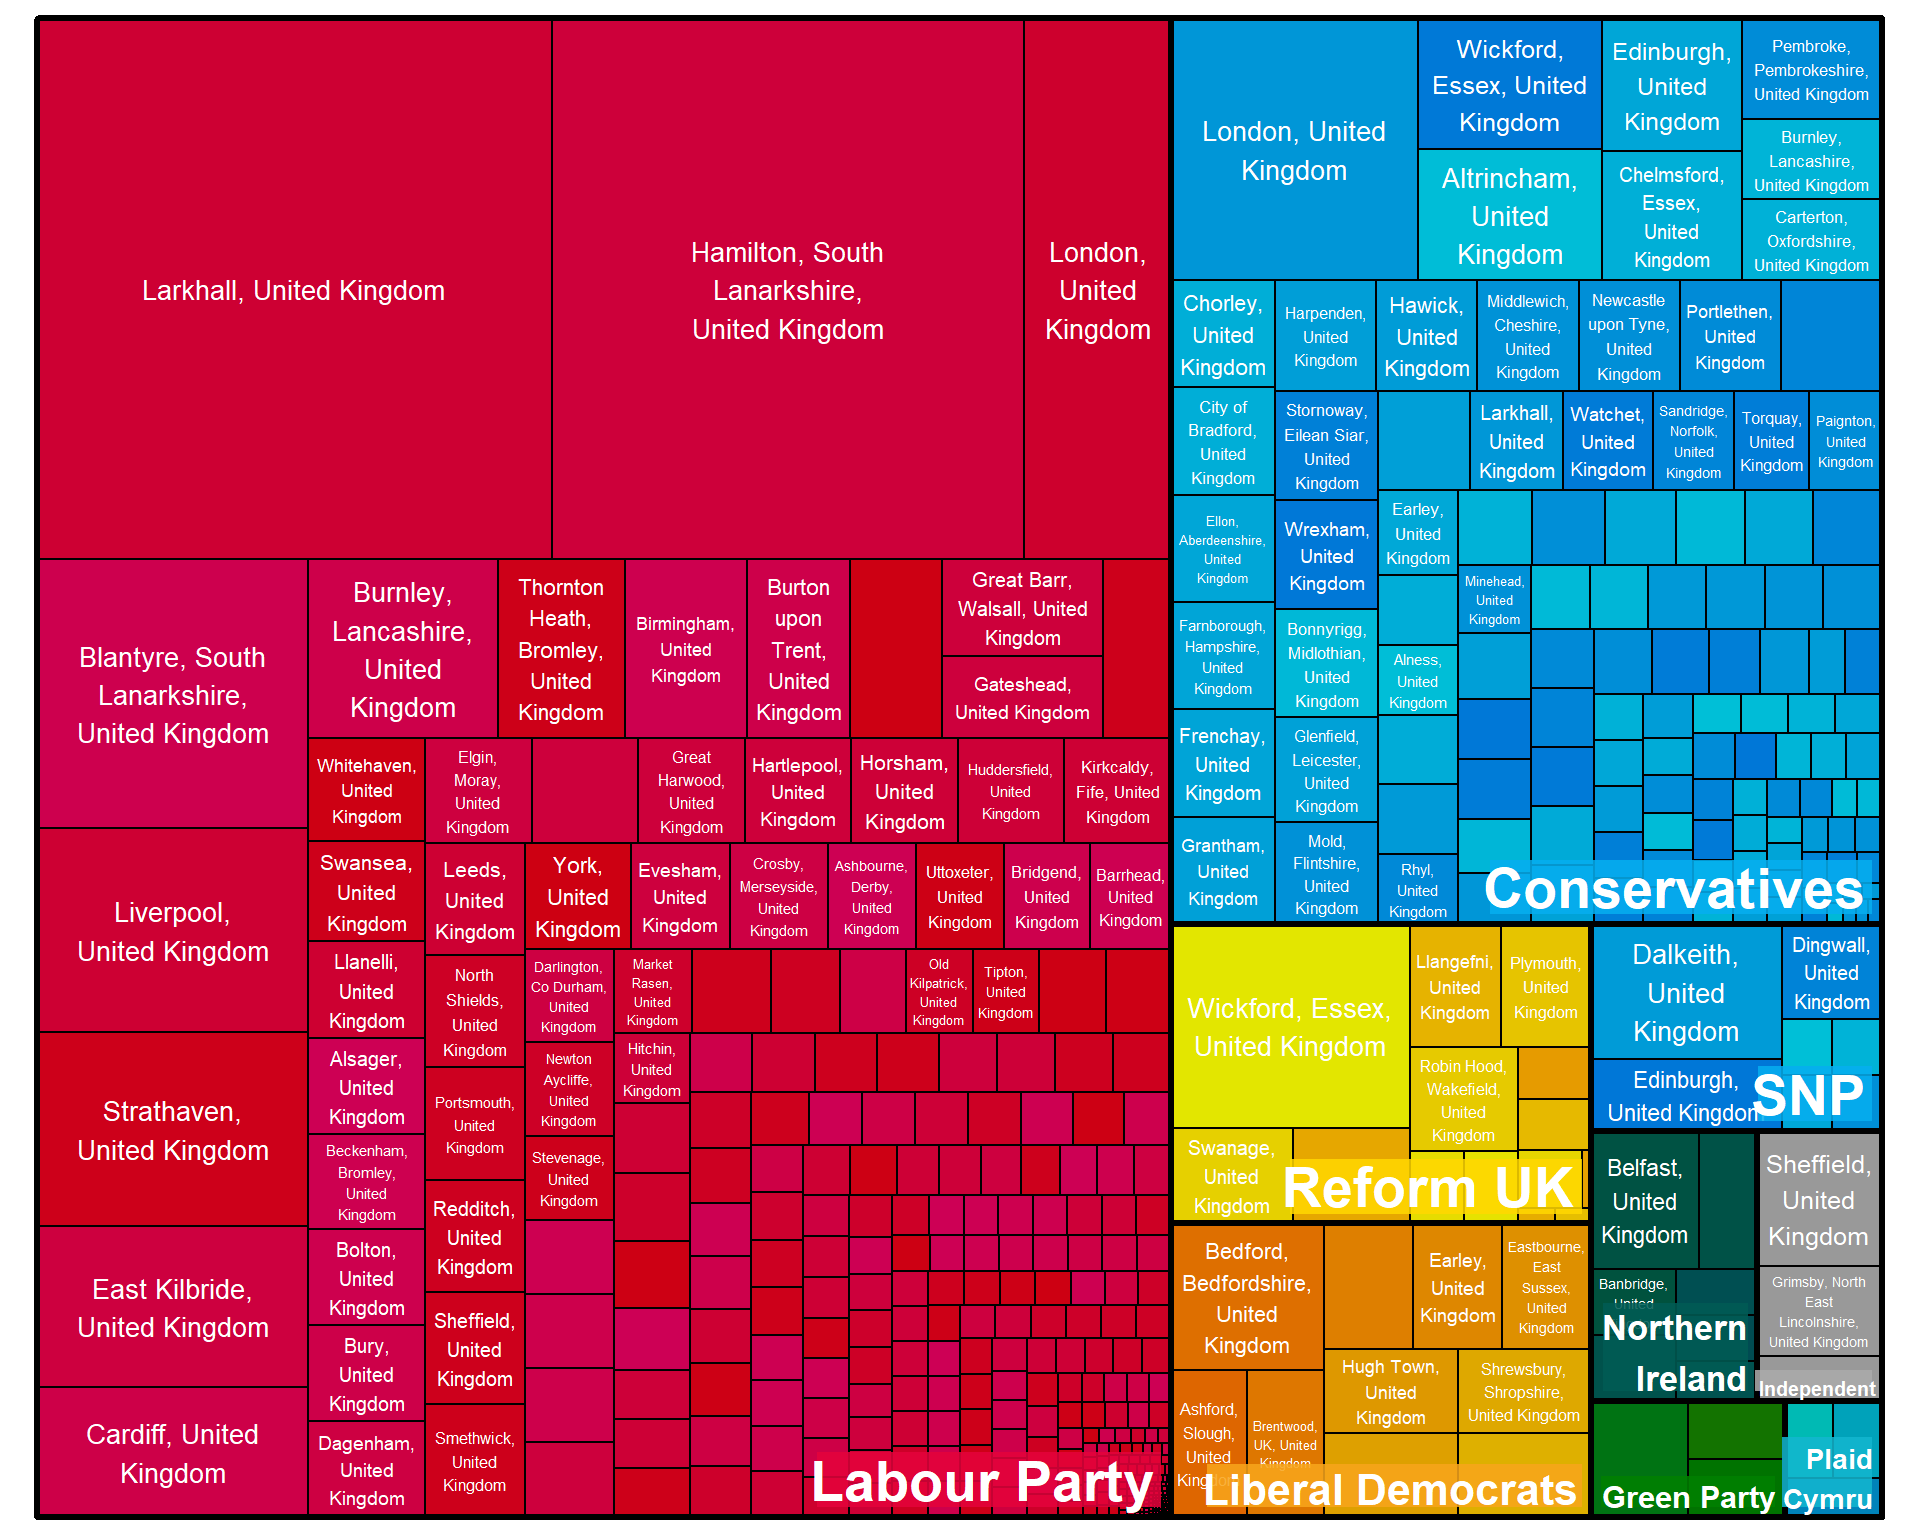 Larkhall, United Kingdom
Hamilton, South
Lanarkshire,
United Kingdom
London,
United
Kingdom
Blantyre, South
Lanarkshire,
United Kingdom
Liverpool,
United Kingdom
Strathaven,
United Kingdom
East Kilbride,
United Kingdom
Cardiff, United
Kingdom
Burnley,
Lancashire,
United
Kingdom
Thornton
Heath,
Bromley,
United
Kingdom
Birmingham,
United
Kingdom
Burton
upon
Trent,
United
Kingdom
Great Barr,
Walsall, United
Kingdom
Gateshead,
United Kingdom
Whitehaven,
United
Kingdom
Elgin,
Moray,
United
Kingdom
Great
Harwood,
United
Kingdom
Hartlepool,
United
Kingdom
Horsham,
United
Kingdom
Huddersfield,
United
Kingdom
Kirkcaldy,
Fife, United
Kingdom
Swansea,
United
Kingdom
Leeds,
United
Kingdom
York,
United
Kingdom
Evesham,
United
Kingdom
Crosby,
Merseyside,
United
Kingdom
Ashbourne,
Derby,
United
Kingdom
Uttoxeter,
United
Kingdom
Bridgend,
United
Kingdom
Barrhead,
United
Kingdom
Llanelli,
United
Kingdom
North
Shields,
United
Kingdom
Darlington,
Co Durham,
United
Kingdom
Market
Rasen,
United
Kingdom
Old
Kilpatrick,
United
Kingdom
Tipton,
United
Kingdom
Alsager,
United
Kingdom
Portsmouth,
United
Kingdom
Newton
Aycliffe,
United
Kingdom
Hitchin,
United
Kingdom
Beckenham,
Bromley,
United
Kingdom
Redditch,
United
Kingdom
Stevenage,
United
Kingdom
Bolton,
United
Kingdom
Sheffield,
United
Kingdom
Bury,
United
Kingdom
Dagenham,
United
Kingdom
Smethwick,
United
Kingdom
Labour Party
London, United
Kingdom
Wickford,
Essex, United
Kingdom
Edinburgh,
United
Kingdom
Pembroke,
Pembrokeshire,
United Kingdom
Altrincham,
United
Kingdom
Chelmsford,
Essex,
United
Kingdom
Burnley,
Lancashire,
United Kingdom
Carterton,
Oxfordshire,
United Kingdom
Chorley,
United
Kingdom
Harpenden,
United
Kingdom
Hawick,
United
Kingdom
Middlewich,
Cheshire,
United
Kingdom
Newcastle
upon Tyne,
United
Kingdom
Portlethen,
United
Kingdom
City of
Bradford,
United
Kingdom
Stornoway,
Eilean Siar,
United
Kingdom
Larkhall,
United
Kingdom
Watchet,
United
Kingdom
Sandridge,
Norfolk,
United
Kingdom
Torquay,
United
Kingdom
Paignton,
United
Kingdom
Ellon,
Aberdeenshire,
United
Kingdom
Wrexham,
United
Kingdom
Earley,
United
Kingdom
Minehead,
United
Kingdom
Farnborough,
Hampshire,
United
Kingdom
Bonnyrigg,
Midlothian,
United
Kingdom
Alness,
United
Kingdom
Frenchay,
United
Kingdom
Glenfield,
Leicester,
United
Kingdom
Grantham,
United
Kingdom
Mold,
Flintshire,
United
Kingdom
Rhyl,
United
Kingdom
Conservatives
Wickford, Essex,
United Kingdom
Llangefni,
United
Kingdom
Plymouth,
United
Kingdom
Robin Hood,
Wakefield,
United
Kingdom
Swanage,
United
Kingdom
Reform UK
Dalkeith,
United
Kingdom
Dingwall,
United
Kingdom
Edinburgh,
United Kingdom
SNP
Bedford,
Bedfordshire,
United
Kingdom
Earley,
United
Kingdom
Eastbourne,
East
Sussex,
United
Kingdom
Hugh Town,
United
Kingdom
Shrewsbury,
Shropshire,
United Kingdom
Ashford,
Slough,
United
Kingdom
Brentwood,
UK, United
Kingdom
Liberal Democrats
Belfast,
United
Kingdom
Banbridge,
United
Northern
Ireland
Sheffield,
United
Kingdom
Grimsby, North
East
Lincolnshire,
United Kingdom
Independent
Green Party
Plaid
Cymru